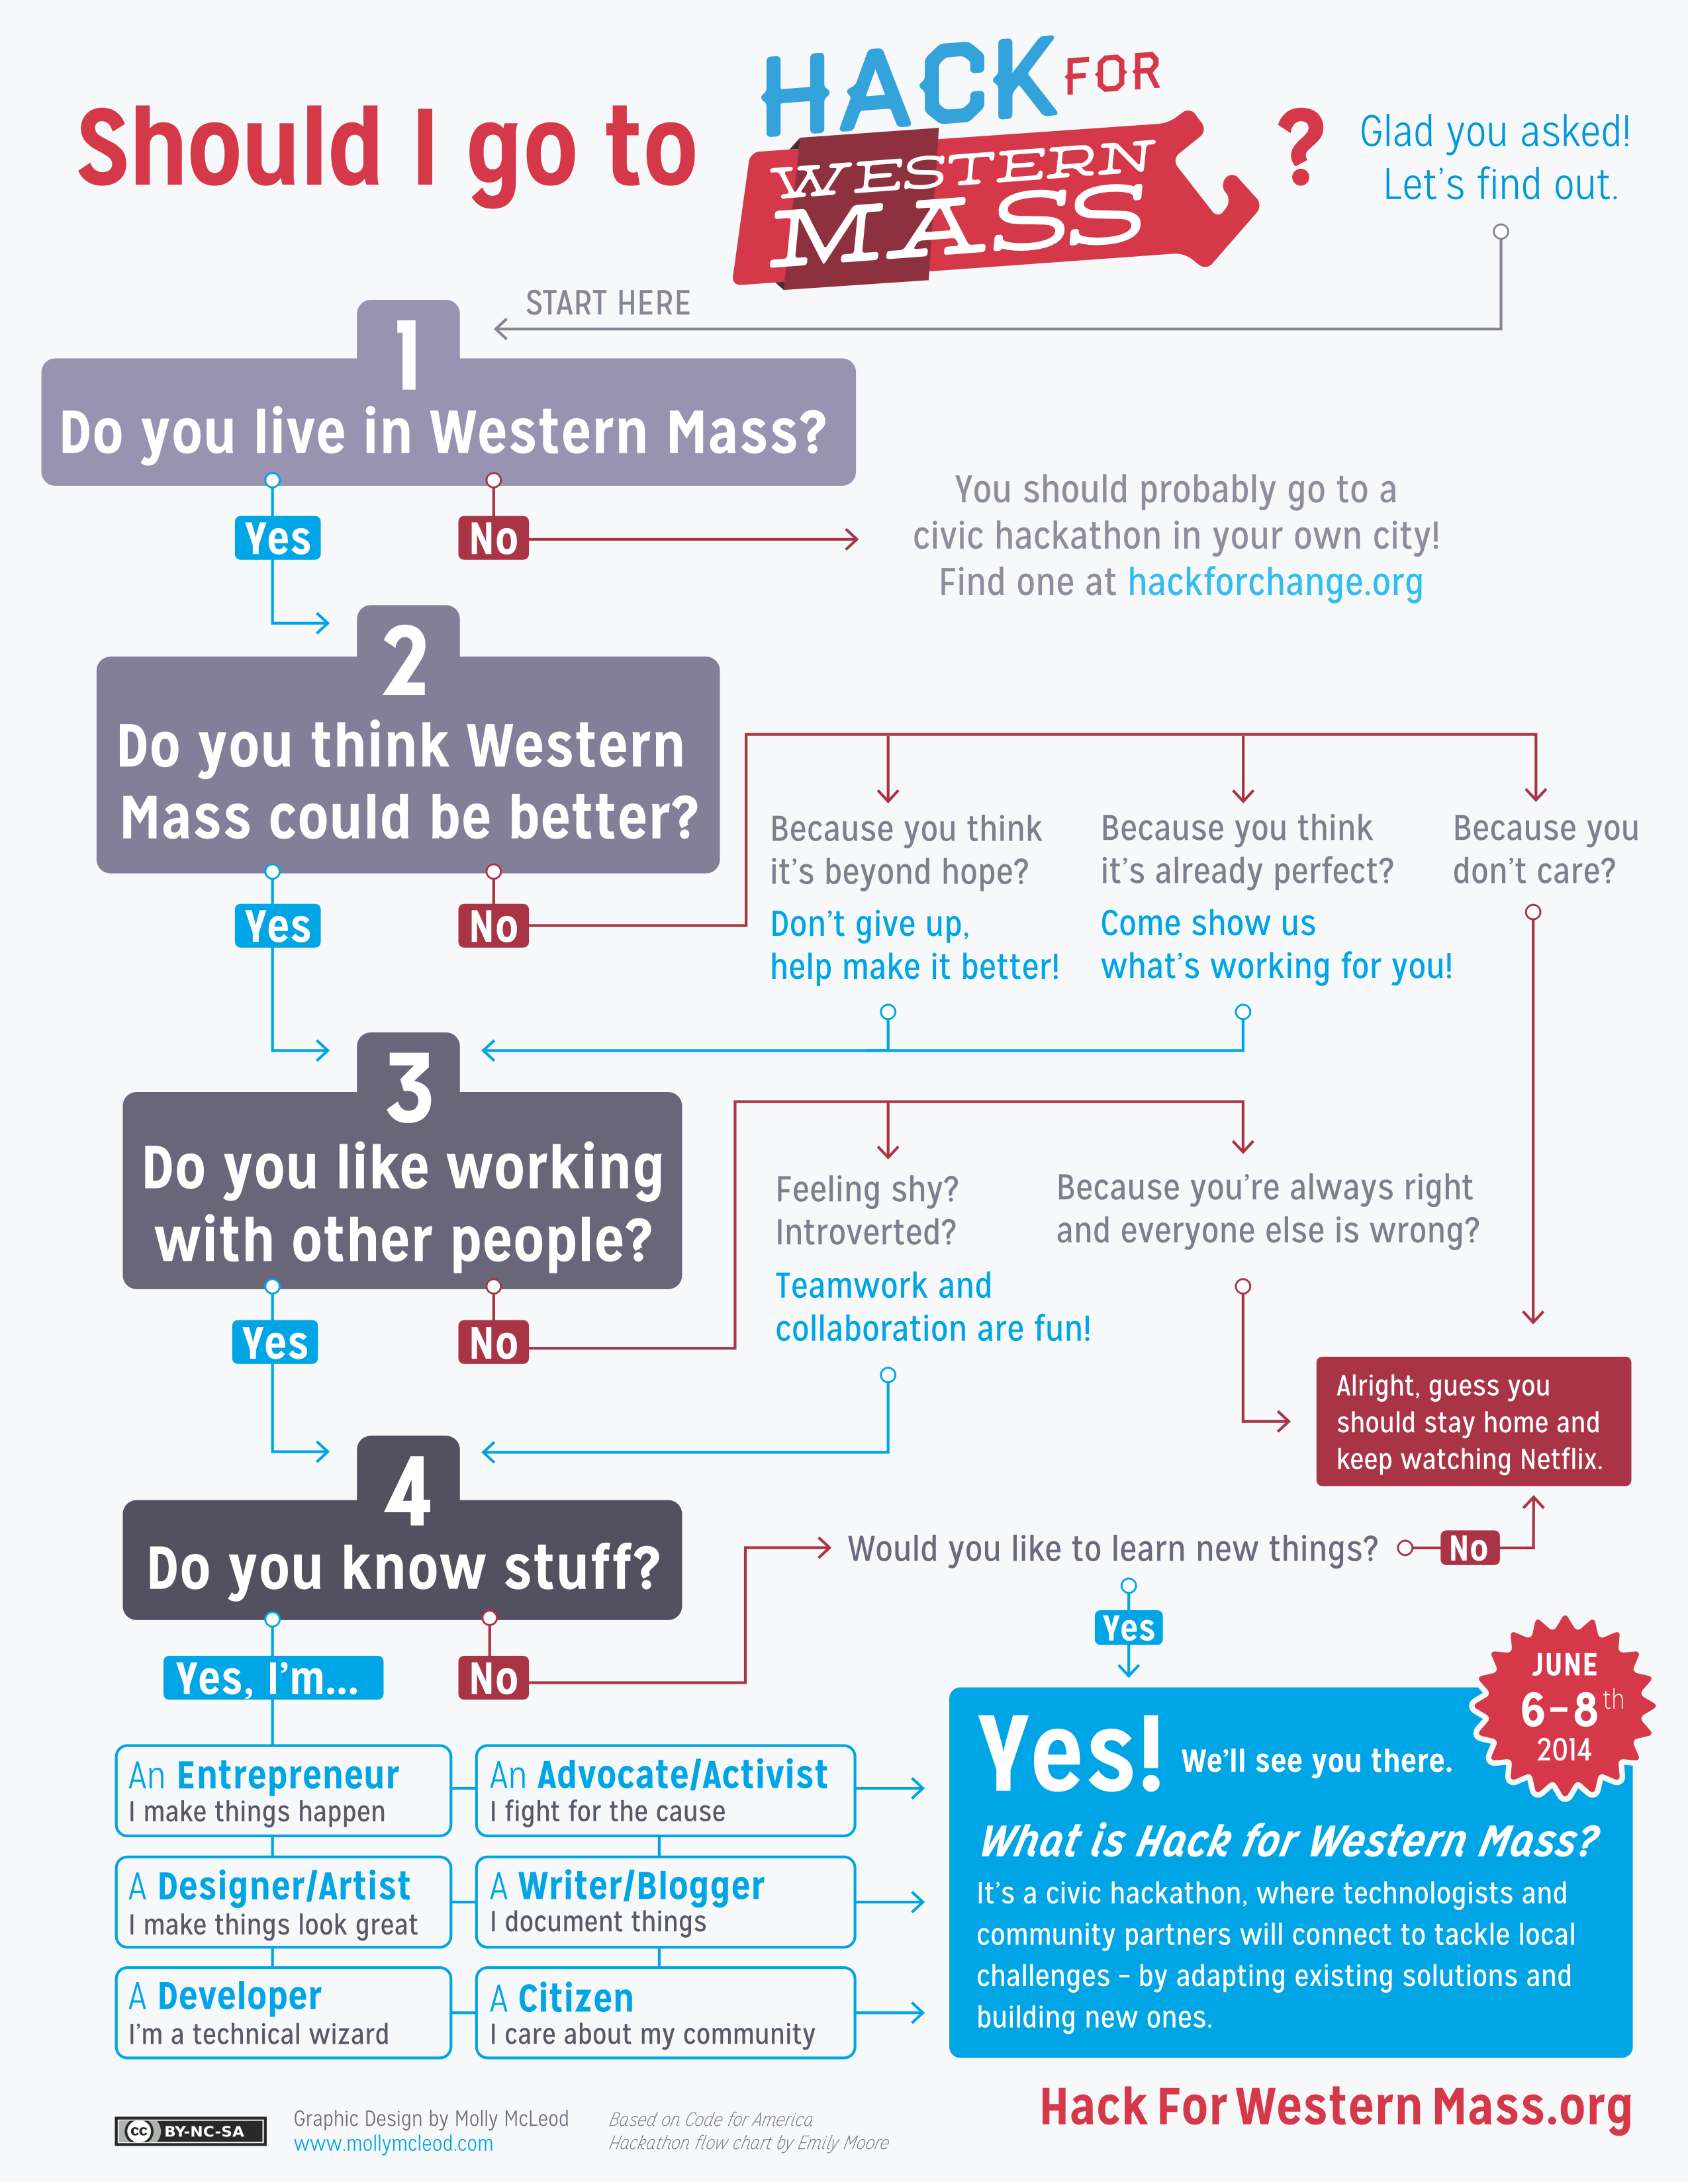 Should I go to
HACK FOR
WESTERN
MASS
?
Glad you asked!
Let's find out.
START HERE
1
Do you live in Western Mass?
Yes
No
You should probably go to a
civic hackathon in your own city!
Find one at hackforchange.org
2
Do you think Western
Mass could be better?
Yes
No
Because you think
it's beyond hope?
Don't give up,
help make it better!
Because you think
it's already perfect?
Come show us
what's working for you!
Because you
don't care?
3
Do you like working
with other people?
Yes
No
Feeling shy?
Introverted?
Teamwork and
collaboration are fun!
Because you're always right
and everyone else is wrong?
Alright, guess you
should stay home and
keep watching Netflix.
4
Do you know stuff?
Yes, I'm...
No
Would you like to learn new things?
No
Yes
An Entrepreneur
I make things happen
An Advocate/Activist
I fight for the cause
A Designer/Artist
I make things look great
A Writer/Blogger
I document things
A Developer
I'm a technical wizard
A Citizen
I care about my community
JUNE
6–8th
2014
Yes! We'll see you there.
What is Hack for Western Mass?
It's a civic hackathon, where technologists and
community partners will connect to tackle local
challenges – by adapting existing solutions and
building new ones.
Hack For Western Mass.org
cc BY-NC-SA
Graphic Design by Molly McLeod
www.mollymcleod.com
Based on Code for America
Hackathon flow chart by Emily Moore